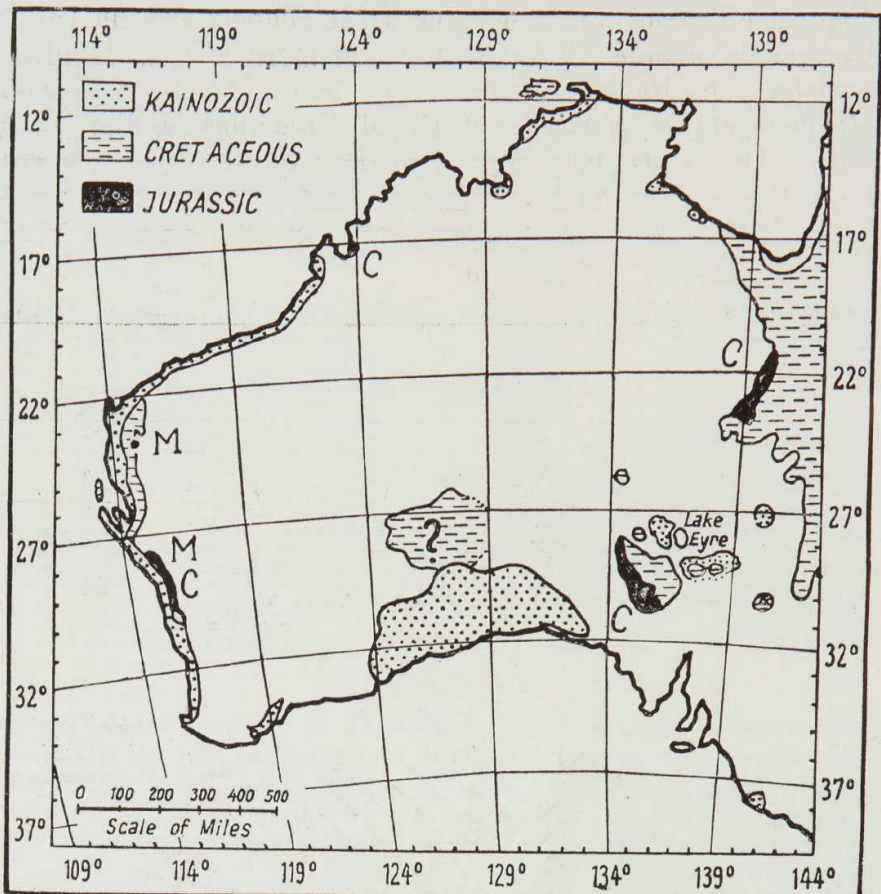 114° 119° 124° 129° 134° 139°
KAINOZOIC
CRETACEOUS
JURASSIC
12° 12°
17° C 17°
C
22° 22°
M
27° ? Lake 27°
Eyre
M
C C
32° 32°
37° 37°
0 100 200 300 400 500
Scale of Miles
109° 114° 119° 124° 129° 134° 139° 144°